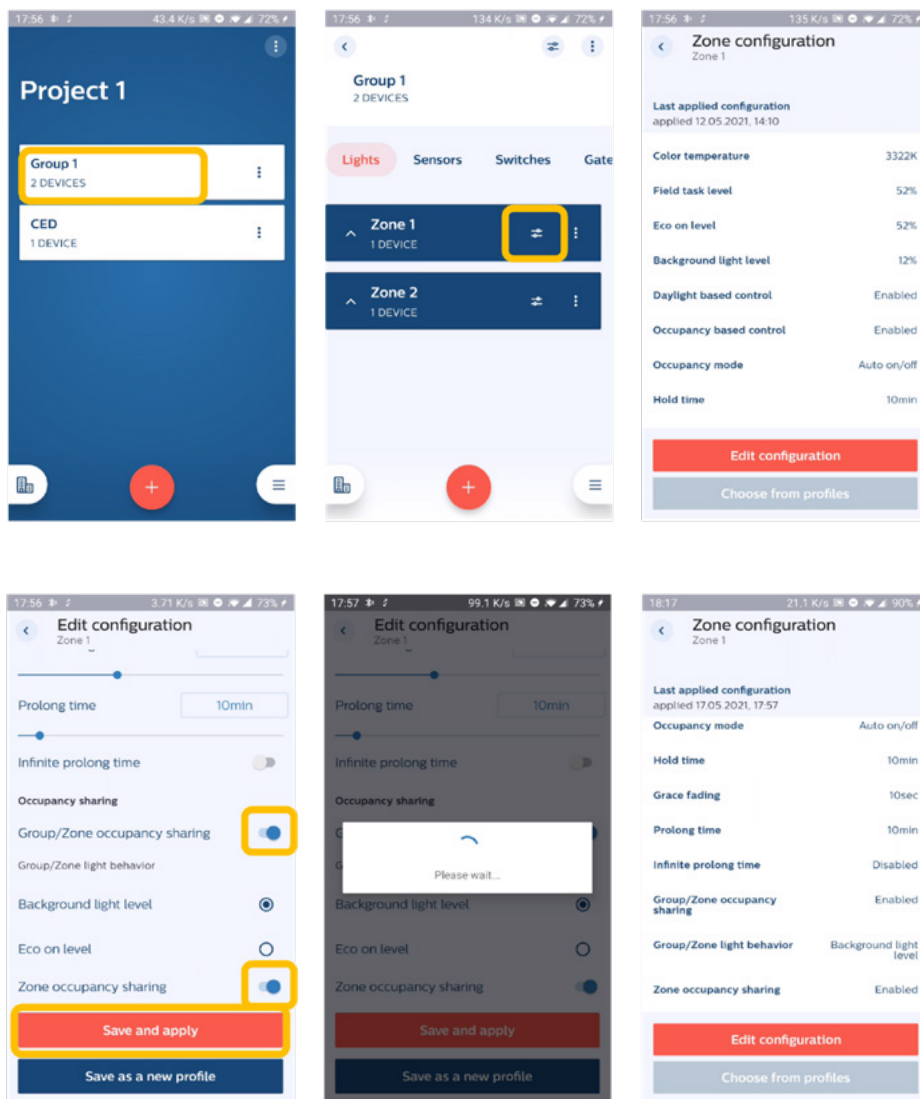 17:56 43.4 K/s 72%
Project 1
Group 1
2 DEVICES
CED
1 DEVICE
17:56 134 K/s 72%
Group 1
2 DEVICES
Lights Sensors Switches Gate
Zone 1
1 DEVICE
Zone 2
1 DEVICE
17:56 135 K/s 72%
Zone configuration
Zone 1
Last applied configuration
applied 12.05.2021, 14:10
Color temperature 3322K
Field task level 52%
Eco on level 52%
Background light level 12%
Daylight based control Enabled
Occupancy based control Enabled
Occupancy mode Auto on/off
Hold time 10min
Edit configuration
Choose from profiles
17:56 3.71 K/s 73%
Edit configuration
Zone 1
Prolong time 10min
Infinite prolong time
Occupancy sharing
Group/Zone occupancy sharing
Group/Zone light behavior
Background light level
Eco on level
Zone occupancy sharing
Save and apply
Save as a new profile
17:57 99.1 K/s 73%
Edit configuration
Zone 1
Prolong time 10min
Infinite prolong time
Occupancy sharing
G
Please wait...
G
Background light level
Eco on level
Zone occupancy sharing
Save and apply
Save as a new profile
18:17 21.1 K/s 90%
Zone configuration
Zone 1
Last applied configuration
applied 17.05.2021, 17:57
Occupancy mode Auto on/off
Hold time 10min
Grace fading 10sec
Prolong time 10min
Infinite prolong time Disabled
Group/Zone occupancy Enabled
sharing
Group/Zone light behavior Background light
level
Zone occupancy sharing Enabled
Edit configuration
Choose from profiles